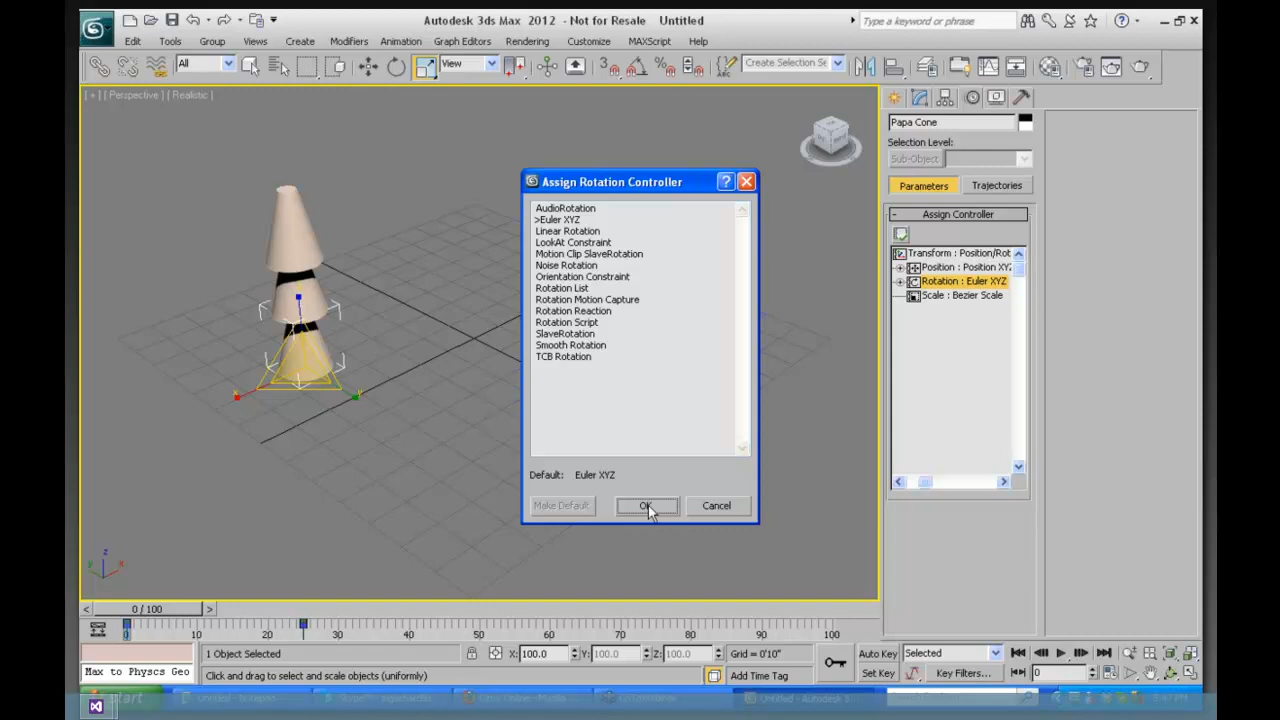 Autodesk 3ds Max 2012 - Not for Resale Untitled
Type a keyword or phrase
Edit Tools Group Views Create Modifiers Animation Graph Editors Rendering Customize MAXScript Help
All
View
Create Selection Se
[ + ] [ Perspective ] [ Realistic ]
Papa Cone
Selection Level:
Sub-Object
Parameters
Trajectories
- Assign Controller
Transform : Position/Rot
Position : Position XYZ
Rotation : Euler XYZ
Scale : Bezier Scale
Assign Rotation Controller
AudioRotation
>Euler XYZ
Linear Rotation
LookAt Constraint
Motion Clip SlaveRotation
Noise Rotation
Orientation Constraint
Rotation List
Rotation Motion Capture
Rotation Reaction
Rotation Script
SlaveRotation
Smooth Rotation
TCB Rotation
Default: Euler XYZ
Make Default
OK
Cancel
z
y x
< 0 / 100 >
0 10 20 30 40 50 60 70 80 90 100
1 Object Selected
X: 100.0 Y: 100.0 Z: 100.0
Grid = 0'10"
Auto Key
Selected
Max to Physcs Geo
Click and drag to select and scale objects (uniformly)
Add Time Tag
Set Key
Key Filters...
0
start